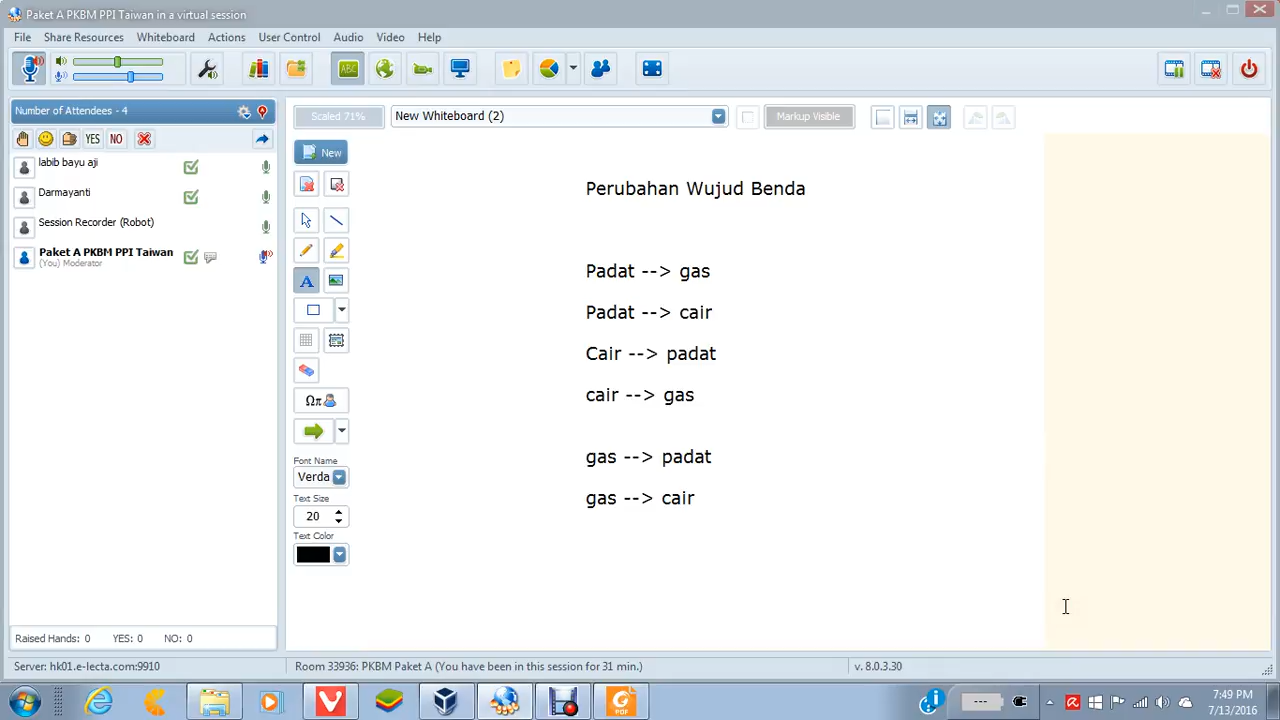 Paket A PKBM PPI Taiwan in a virtual session
File Share Resources Whiteboard Actions User Control Audio Video Help
ABC
Number of Attendees - 4
Scaled 71% New Whiteboard (2) Markup Visible
YES NO
New
labib bayu aji
Darmayanti
Session Recorder (Robot)
Paket A PKBM PPI Taiwan
(You) Moderator
Perubahan Wujud Benda
Padat --> gas
Padat --> cair
Cair --> padat
cair --> gas
gas --> padat
gas --> cair
A
Ωπ
Font Name
Verda
Text Size
20
Text Color
Raised Hands: 0 YES: 0 NO: 0
Server: hk01.e-lecta.com:9910 Room 33936: PKBM Paket A (You have been in this session for 31 min.) v. 8.0.3.30
PDF
7:49 PM
7/13/2016